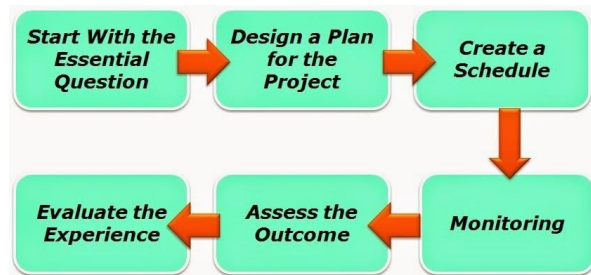 Start With the
Essential
Question
Design a Plan
for the
Project
Create a
Schedule
Monitoring
Assess the
Outcome
Evaluate the
Experience